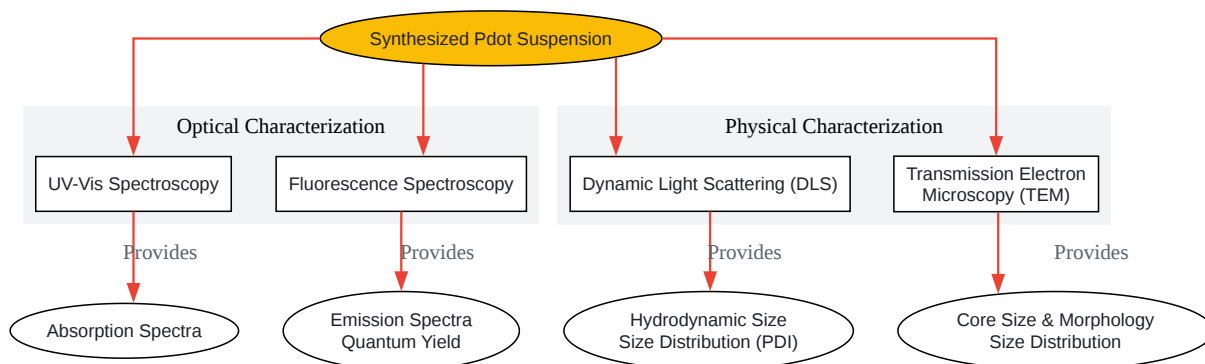 Synthesized Pdot Suspension
Optical Characterization
Physical Characterization
UV-Vis Spectroscopy
Fluorescence Spectroscopy
Dynamic Light Scattering (DLS)
Transmission Electron
Microscopy (TEM)
Provides
Provides
Provides
Provides
Absorption Spectra
Emission Spectra
Quantum Yield
Hydrodynamic Size
Size Distribution (PDI)
Core Size & Morphology
Size Distribution